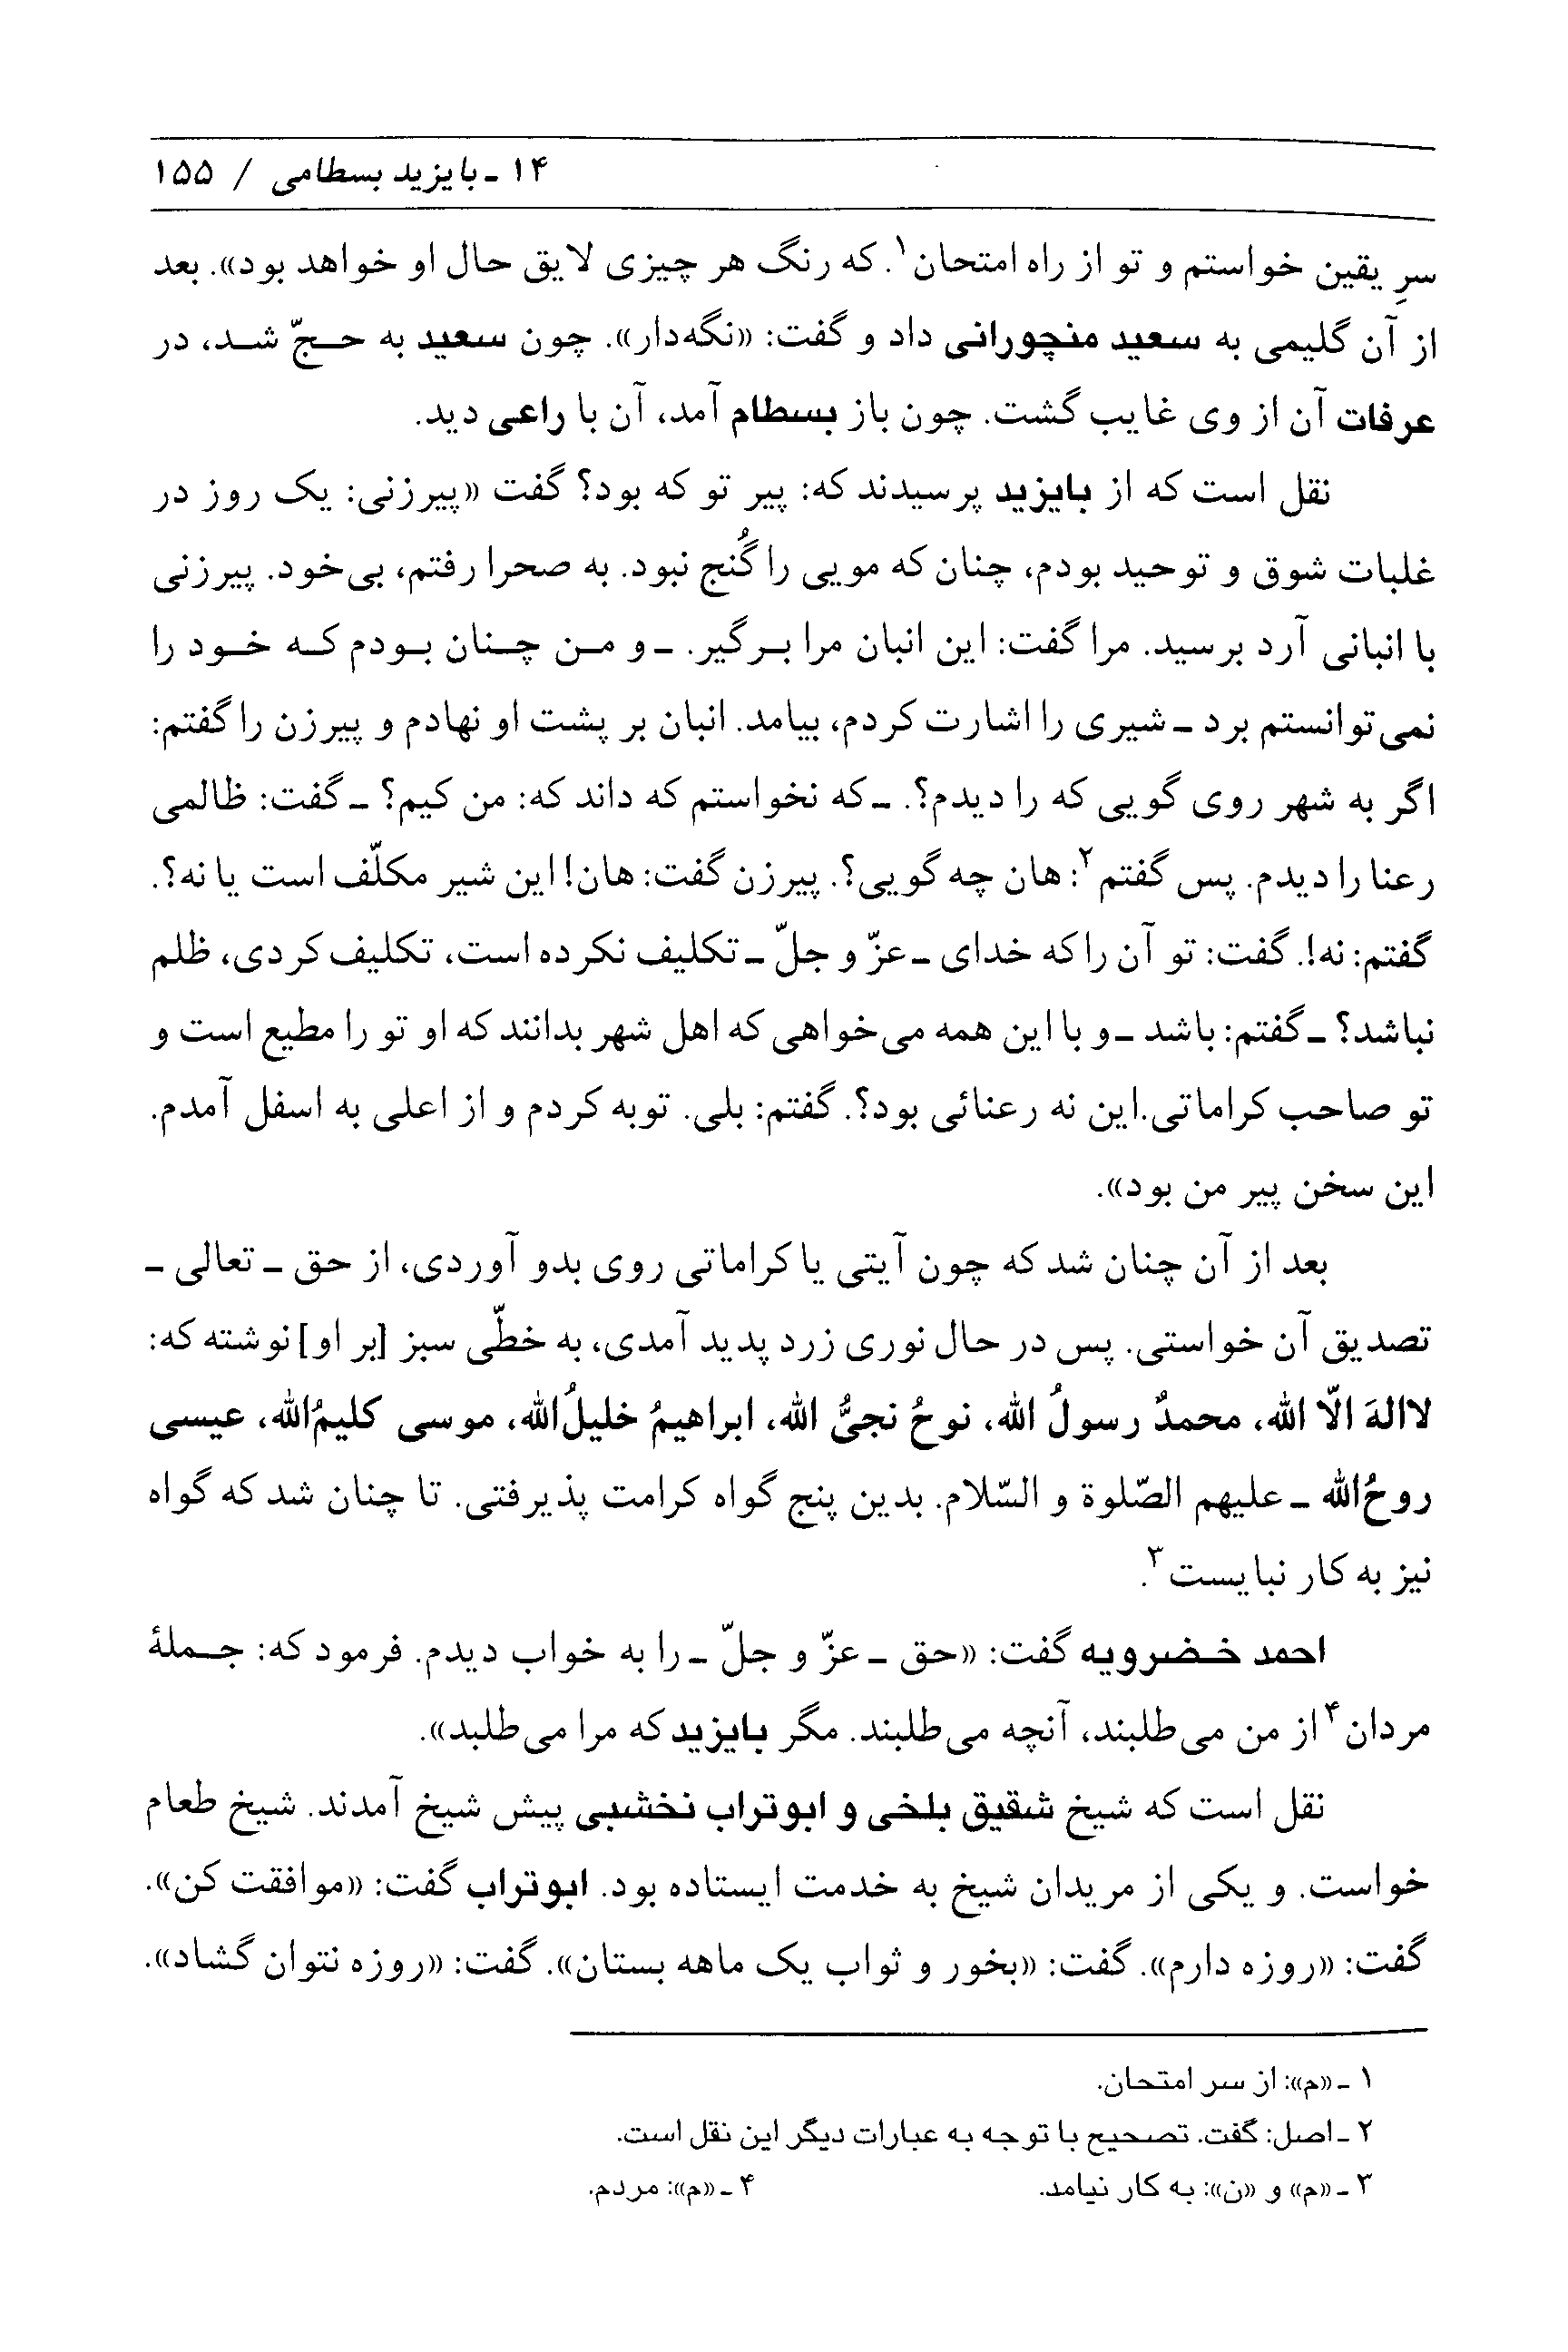 ۱۴ ـ بایزید بسطامی / ۱۵۵
سرِ یقین خواستم و تو از راه امتحان۱. که رنگ هر چیزی لایق حال او خواهد بود». بعد
از آن گلیمی به سعید منچورانی داد و گفت: «نگه‌دار». چون سعید به حجّ شد، در
عرفات آن از وی غایب گشت. چون باز بسطام آمد، آن با راعی دید.
نقل است که از بایزید پرسیدند که: پیر تو که بود؟ گفت «پیرزنی: یک روز در
غلبات شوق و توحید بودم، چنان که مویی را گُنج نبود. به صحرا رفتم، بی‌خود. پیرزنی
با انبانی آرد برسید. مرا گفت: این انبان مرا برگیر. ـ و من چنان بودم که خود را
نمی‌توانستم برد ـ شیری را اشارت کردم، بیامد. انبان بر پشت او نهادم و پیرزن را گفتم:
اگر به شهر روی گویی که را دیدم؟. ـ که نخواستم که داند که: من کیم؟ ـ گفت: ظالمی
رعنا را دیدم. پس گفتم۲: هان چه گویی؟. پیرزن گفت: هان! این شیر مکلّف است یا نه؟.
گفتم: نه!. گفت: تو آن را که خدای ـ عزّ و جلّ ـ تکلیف نکرده است، تکلیف کردی، ظلم
نباشد؟ ـ گفتم: باشد ـ و با این همه می‌خواهی که اهل شهر بدانند که او تو را مطیع است و
تو صاحب کراماتی.این نه رعنائی بود؟. گفتم: بلی. توبه کردم و از اعلی به اسفل آمدم.
این سخن پیر من بود».
بعد از آن چنان شد که چون آیتی یا کراماتی روی بدو آوردی، از حق ـ تعالی ـ
تصدیق آن خواستی. پس در حال نوری زرد پدید آمدی، به خطّی سبز [بر او] نوشته که:
لاالهَ الّا الله، محمدٌ رسولُ الله، نوحُ نجیُّ الله، ابراهیمُ خلیلُ‌الله، موسی کلیمُ‌الله، عیسی
روحُ‌الله ـ علیهم الصّلوة و السّلام. بدین پنج گواه کرامت پذیرفتی. تا چنان شد که گواه
نیز به کار نبایست۳.
احمد خضرویه گفت: «حق ـ عزّ و جلّ ـ را به خواب دیدم. فرمود که: جملهٔ
مردان۴ از من می‌طلبند، آنچه می‌طلبند. مگر بایزید که مرا می‌طلبد».
نقل است که شیخ شقیق بلخی و ابوتراب نخشبی پیش شیخ آمدند. شیخ طعام
خواست. و یکی از مریدان شیخ به خدمت ایستاده بود. ابوتراب گفت: «موافقت کن».
گفت: «روزه دارم». گفت: «بخور و ثواب یک ماهه بستان». گفت: «روزه نتوان گشاد».
۱ ـ «م»: از سر امتحان.
۲ ـ اصل: گفت. تصحیح با توجه به عبارات دیگر این نقل است.
۳ ـ «م» و «ن»: به کار نیامد. ۴ ـ «م»: مردم.